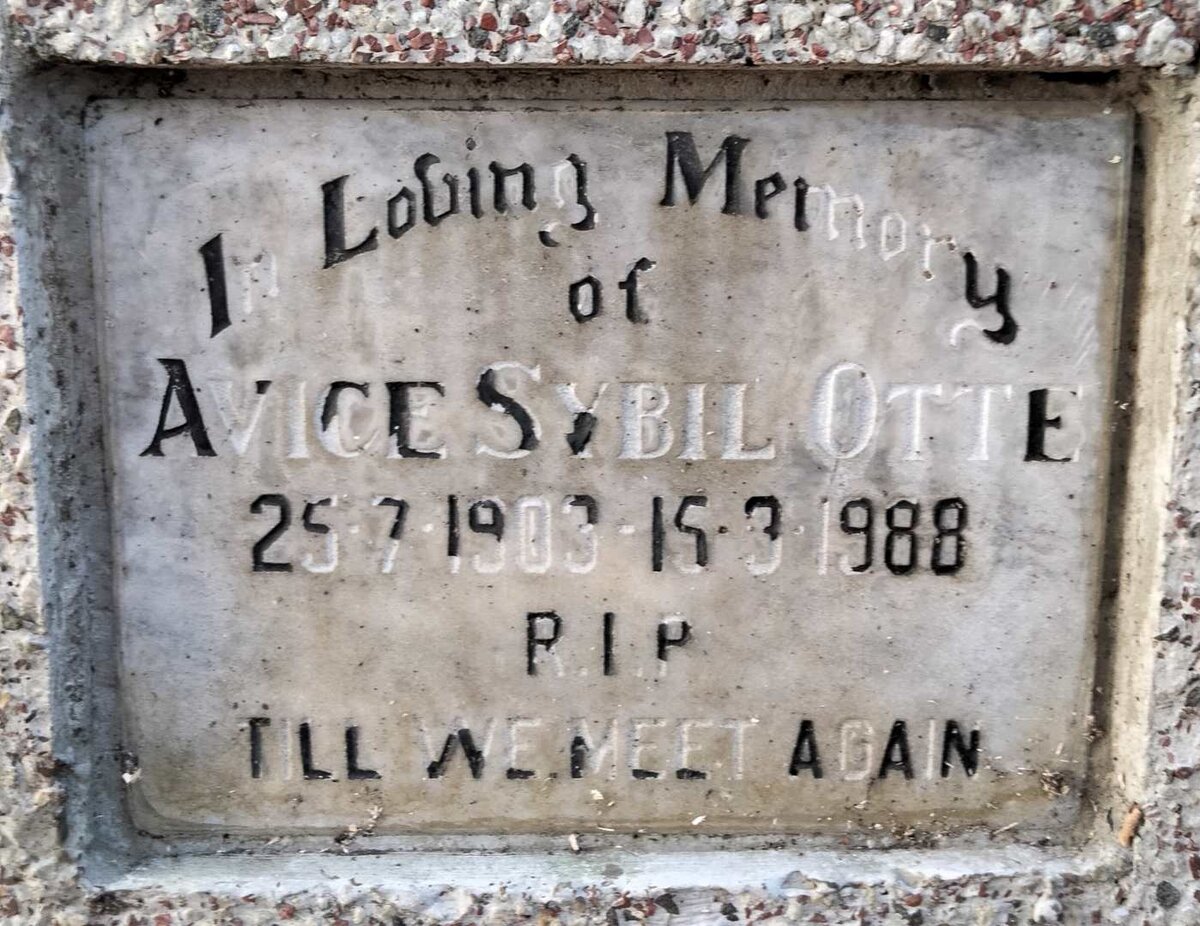 In Loving Memory
of
AVICE SYBIL OTTE
25·7·1903 - 15·3·1988
R.I.P
TILL WE MEET AGAIN